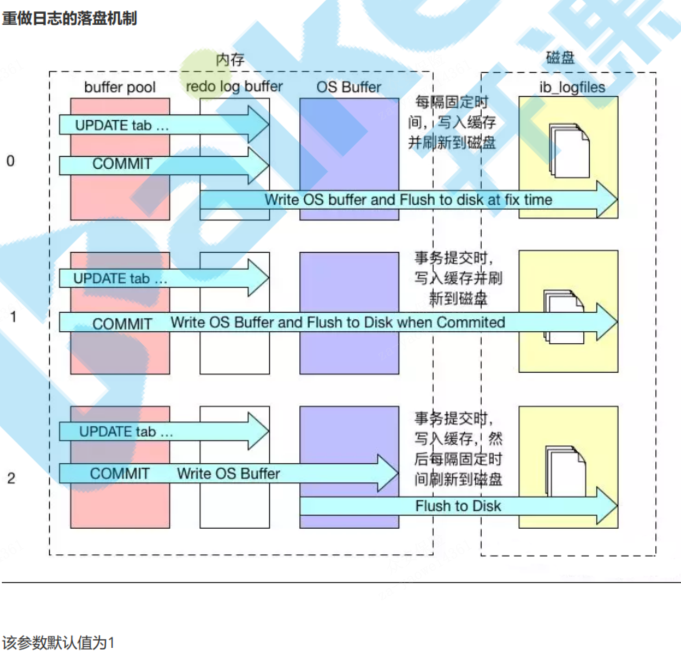 重做日志的落盘机制
内存
磁盘
buffer pool
redo log buffer
OS Buffer
ib_logfiles
0
UPDATE tab ...
COMMIT
Write OS buffer and Flush to disk at fix time
每隔固定时
间，写入缓存
并刷新到磁盘
1
UPDATE tab ...
COMMIT
Write OS Buffer and Flush to Disk when Commited
事务提交时，
写入缓存并刷
新到磁盘
2
UPDATE tab ...
COMMIT
Write OS Buffer
Flush to Disk
事务提交时，
写入缓存，然
后每隔固定时
间刷新到磁盘
该参数默认值为1